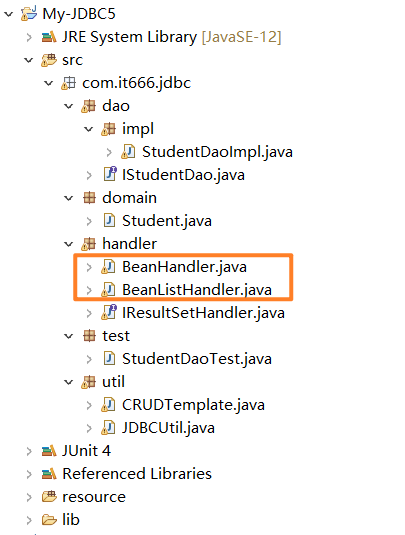 My-JDBC5
JRE System Library [JavaSE-12]
src
com.it666.jdbc
dao
impl
StudentDaoImpl.java
IStudentDao.java
domain
Student.java
handler
BeanHandler.java
BeanListHandler.java
IResultSetHandler.java
test
StudentDaoTest.java
util
CRUDTemplate.java
JDBCUtil.java
JUnit 4
Referenced Libraries
resource
lib